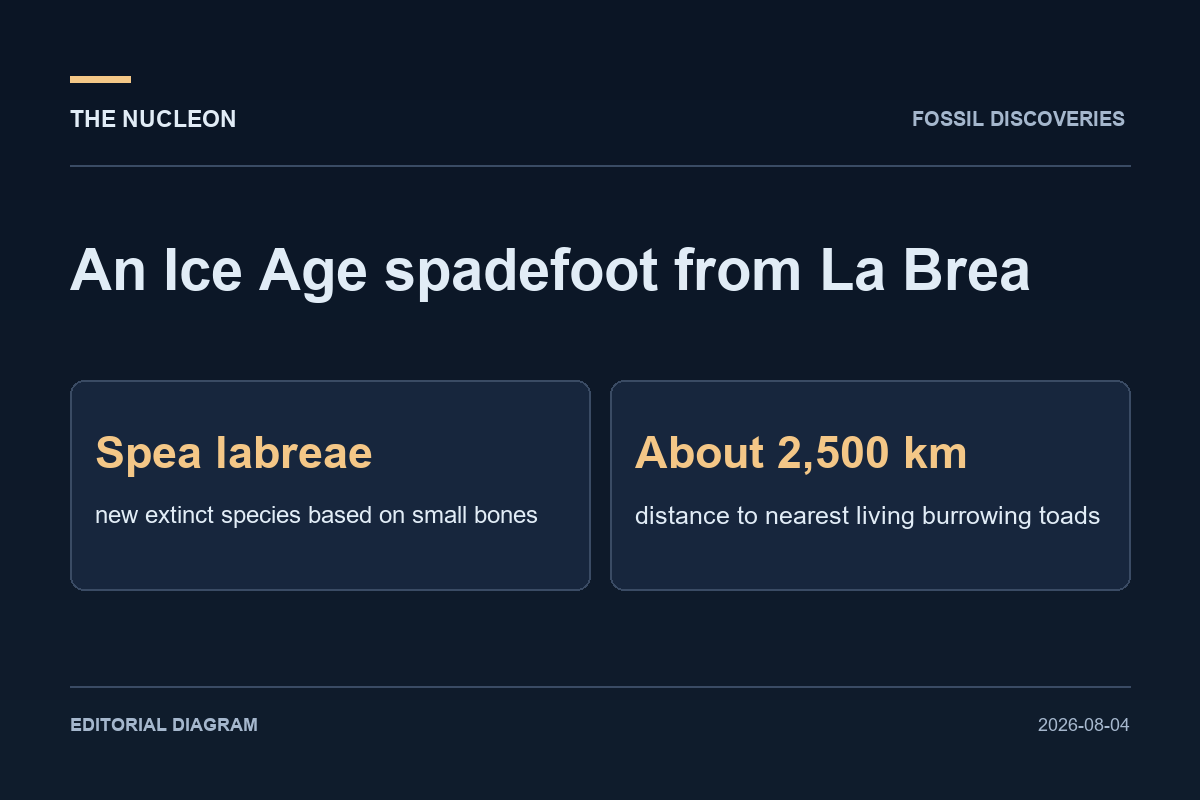 THE NUCLEON
FOSSIL DISCOVERIES
An Ice Age spadefoot from La Brea
Spea labreae
new extinct species based on small bones
About 2,500 km
distance to nearest living burrowing toads
EDITORIAL DIAGRAM
2026-08-04